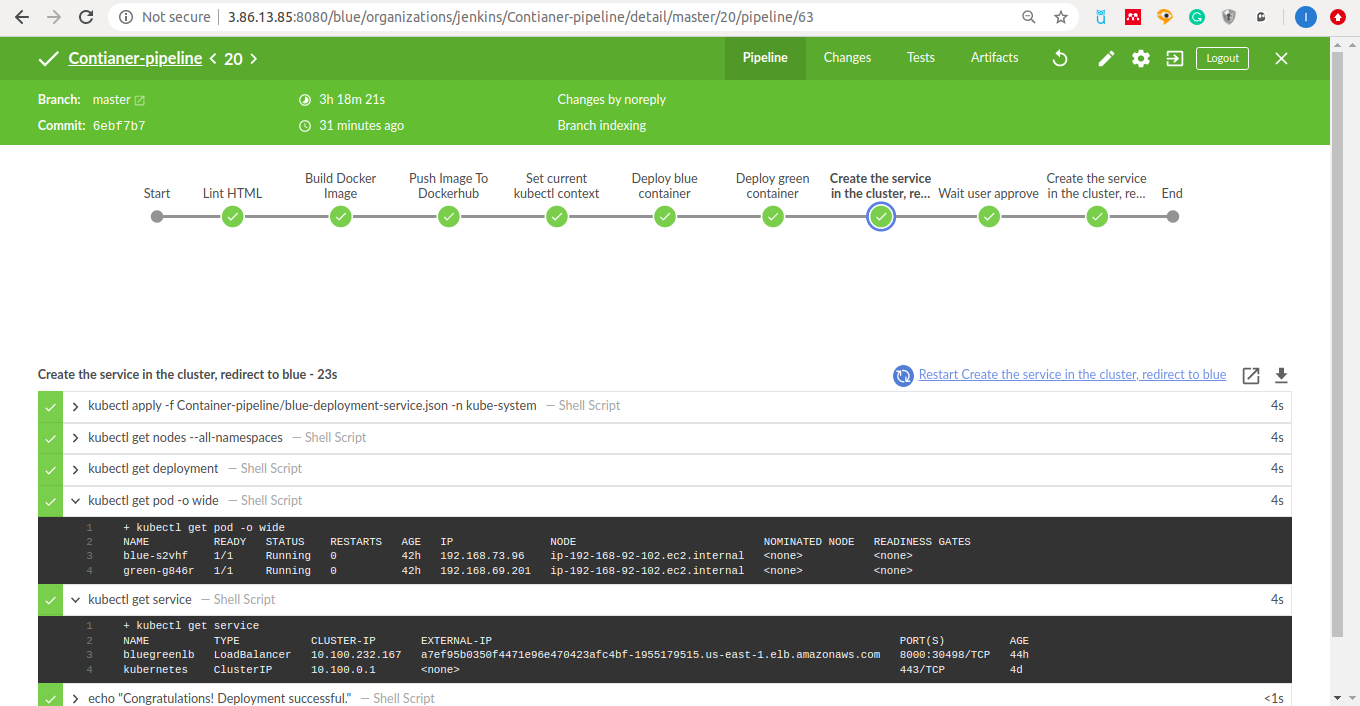 Not secure | 3.86.13.85:8080/blue/organizations/jenkins/Contianer-pipeline/detail/master/20/pipeline/63
Contianer-pipeline < 20 > Pipeline Changes Tests Artifacts Logout
Branch: master 3h 18m 21s Changes by noreply
Commit: 6ebf7b7 31 minutes ago Branch indexing
Start Lint HTML Build Docker Image Push Image To Dockerhub Set current kubectl context Deploy blue container Deploy green container Create the service in the cluster, re... Wait user approve Create the service in the cluster, re... End
Create the service in the cluster, redirect to blue - 23s Restart Create the service in the cluster, redirect to blue
kubectl apply -f Container-pipeline/blue-deployment-service.json -n kube-system — Shell Script 4s
kubectl get nodes --all-namespaces — Shell Script 4s
kubectl get deployment — Shell Script 4s
kubectl get pod -o wide — Shell Script 4s
1 + kubectl get pod -o wide
2 NAME READY STATUS RESTARTS AGE IP NODE NOMINATED NODE READINESS GATES
3 blue-s2vhf 1/1 Running 0 42h 192.168.73.96 ip-192-168-92-102.ec2.internal <none> <none>
4 green-g846r 1/1 Running 0 42h 192.168.69.201 ip-192-168-92-102.ec2.internal <none> <none>
kubectl get service — Shell Script 4s
1 + kubectl get service
2 NAME TYPE CLUSTER-IP EXTERNAL-IP PORT(S) AGE
3 bluegreenlb LoadBalancer 10.100.232.167 a7ef95b0350f4471e96e470423afc4bf-1955179515.us-east-1.elb.amazonaws.com 8000:30498/TCP 44h
4 kubernetes ClusterIP 10.100.0.1 <none> 443/TCP 4d
echo "Congratulations! Deployment successful." — Shell Script <1s